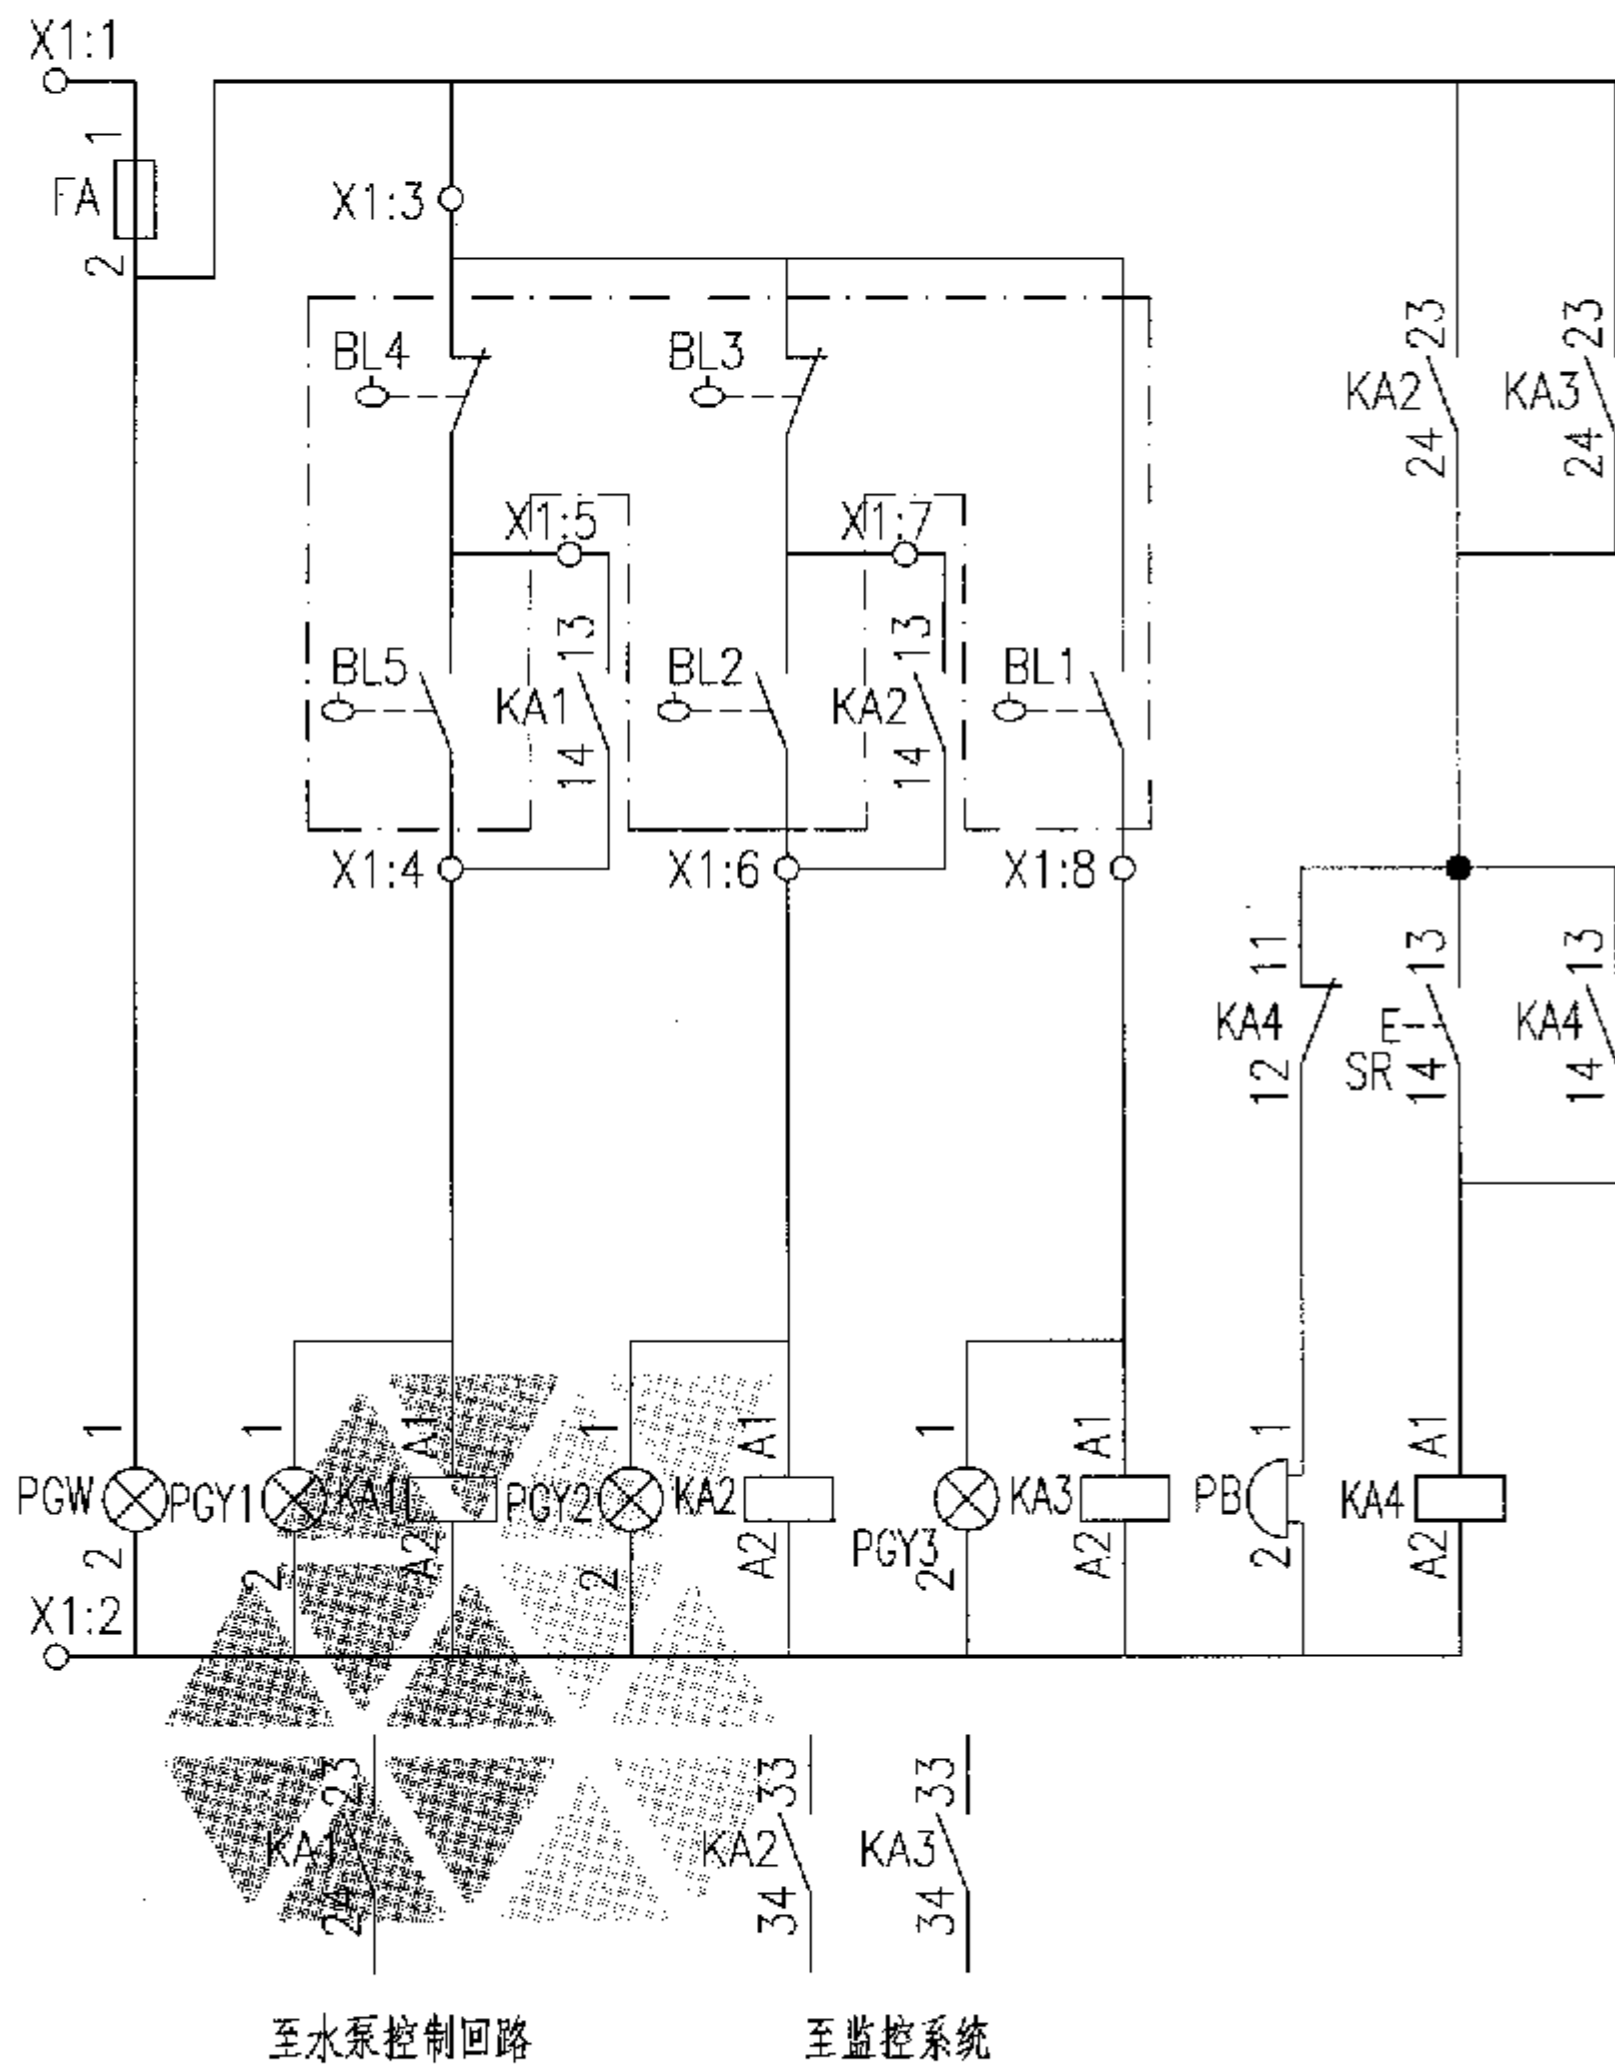 X1:1
1
FA
2
X1:3
BL4
BL3
KA2
23
24
KA3
23
24
X1:5
X1:7
BL5
KA1
13
14
BL2
KA2
13
14
BL1
X1:4
X1:6
X1:8
11
KA4
12
13
E
SR
14
13
KA4
14
1
PGW
2
1
PGY1
2
A1
KA1
A2
1
PGY2
2
A1
KA2
A2
1
PGY3
2
A1
KA3
A2
1
PB
2
A1
KA4
A2
X1:2
23
KA1
24
33
KA2
34
33
KA3
34
至水泵控制回路
至监控系统